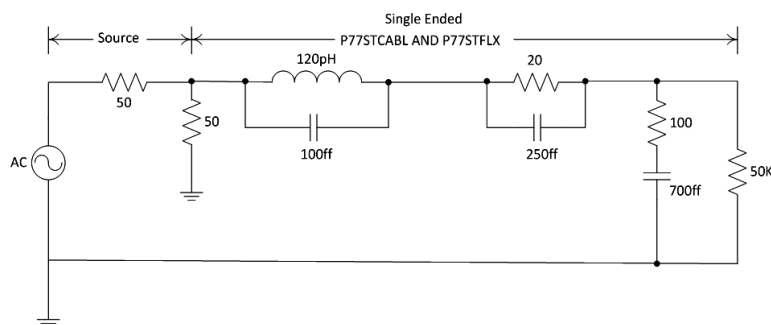 Single Ended
Source
P77STCABL AND P77STFLX
120pH
20
50
50
100
AC
100ff
250ff
50K
700ff